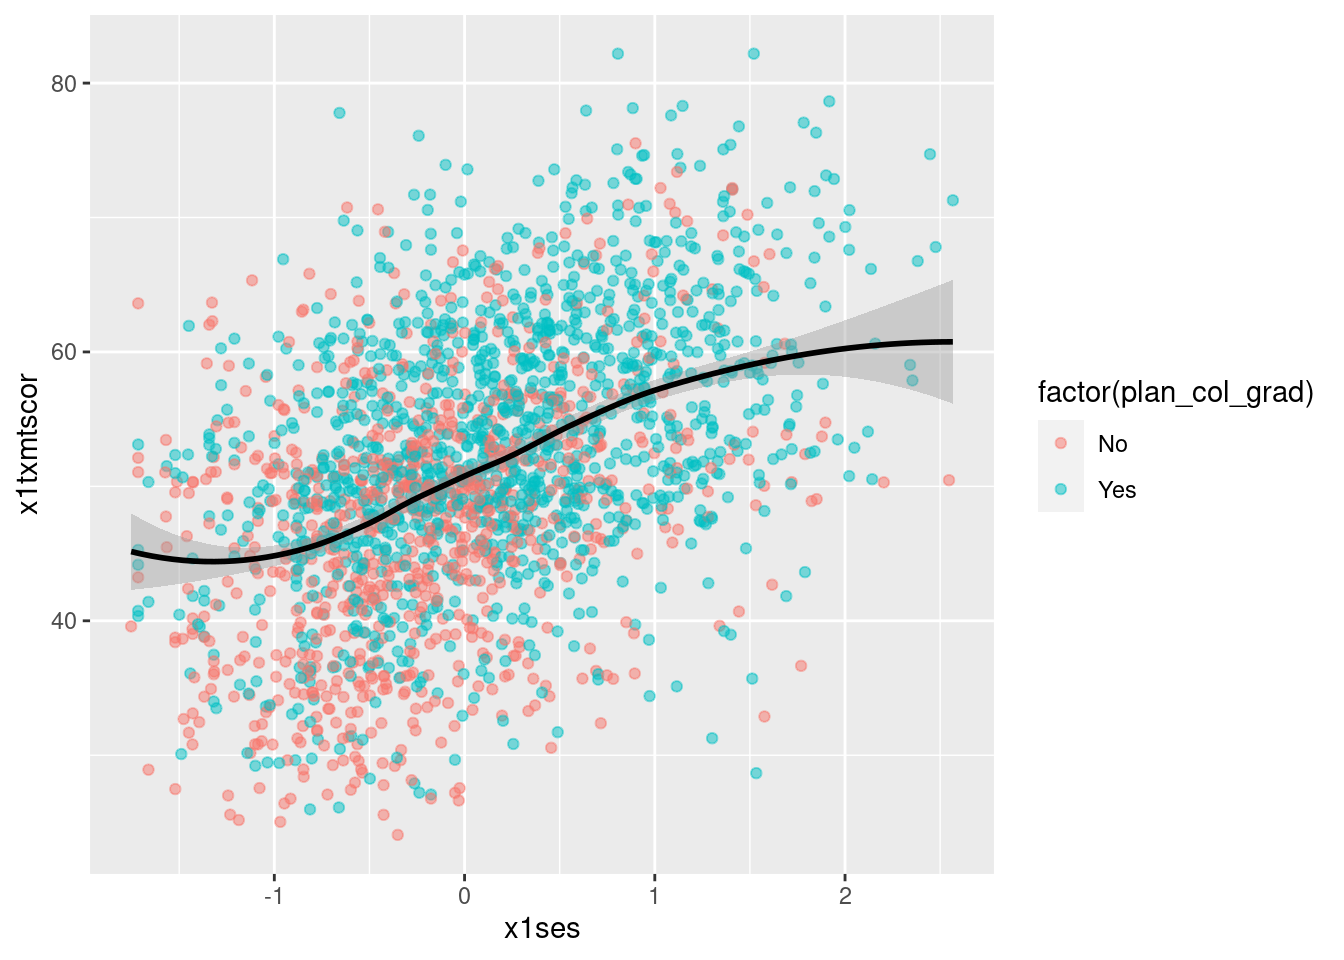 80
60
40
x1txmtscor
-1
0
1
2
x1ses
factor(plan_col_grad)
No
Yes